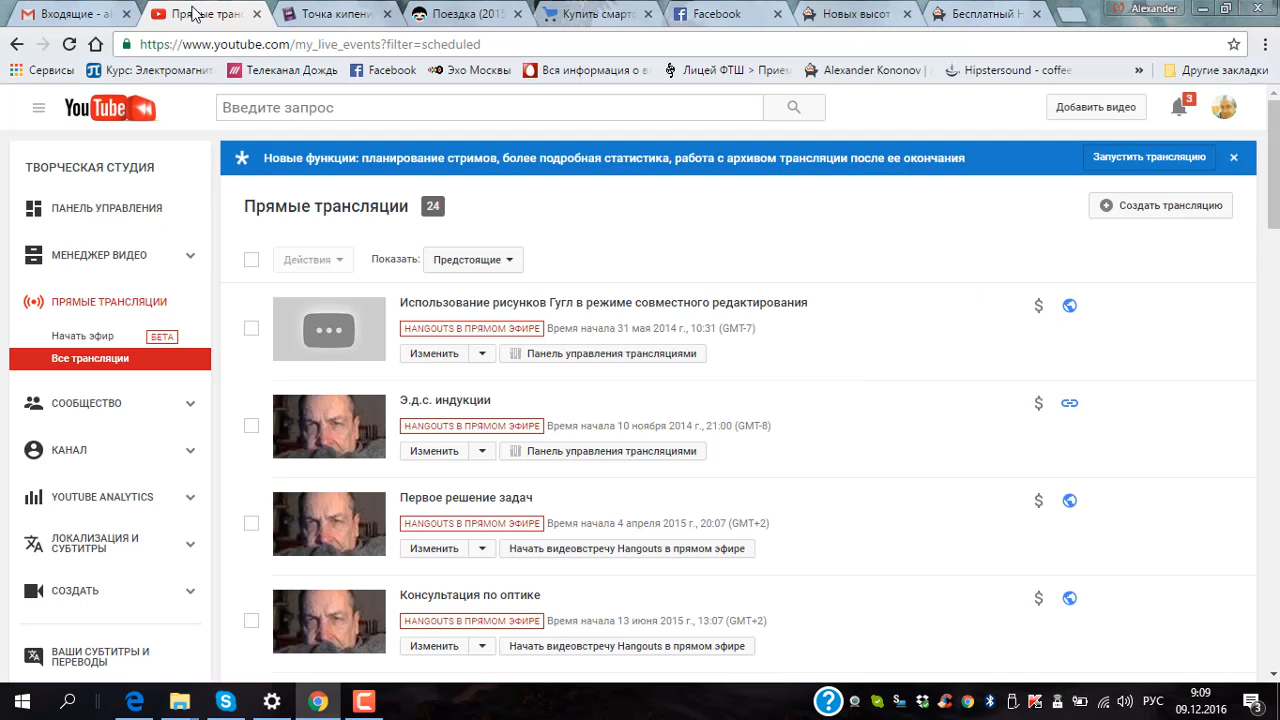 Входящие - a
Прямые транс
Точка кипени
Поездка (2015
Купить смарто
Facebook
Новых высот
Бесплатный H
Alexander
https://www.youtube.com/my_live_events?filter=scheduled
Сервисы
Курс: Электромагнит
Телеканал Дождь
Facebook
Эхо Москвы
Вся информация о в
Лицей ФТШ > Прие
Alexander Kononov |
Hipstersound - coffee
»
Другие закладки
YouTube
Введите запрос
Добавить видео
3
ТВОРЧЕСКАЯ СТУДИЯ
ПАНЕЛЬ УПРАВЛЕНИЯ
МЕНЕДЖЕР ВИДЕО
ПРЯМЫЕ ТРАНСЛЯЦИИ
Начать эфир BETA
Все трансляции
СООБЩЕСТВО
КАНАЛ
YOUTUBE ANALYTICS
ЛОКАЛИЗАЦИЯ И
СУБТИТРЫ
СОЗДАТЬ
ВАШИ СУБТИТРЫ И
ПЕРЕВОДЫ
Новые функции: планирование стримов, более подробная статистика, работа с архивом трансляции после ее окончания
Запустить трансляцию
Прямые трансляции 24
Создать трансляцию
Действия
Показать: Предстоящие
Использование рисунков Гугл в режиме совместного редактирования
HANGOUTS В ПРЯМОМ ЭФИРЕ Время начала 31 мая 2014 г., 10:31 (GMT-7)
Изменить Панель управления трансляциями
Э.д.с. индукции
HANGOUTS В ПРЯМОМ ЭФИРЕ Время начала 10 ноября 2014 г., 21:00 (GMT-8)
Изменить Панель управления трансляциями
Первое решение задач
HANGOUTS В ПРЯМОМ ЭФИРЕ Время начала 4 апреля 2015 г., 20:07 (GMT+2)
Изменить Начать видеовстречу Hangouts в прямом эфире
Консультация по оптике
HANGOUTS В ПРЯМОМ ЭФИРЕ Время начала 13 июня 2015 г., 13:07 (GMT+2)
Изменить Начать видеовстречу Hangouts в прямом эфире
РУС
9:09
09.12.2016
3